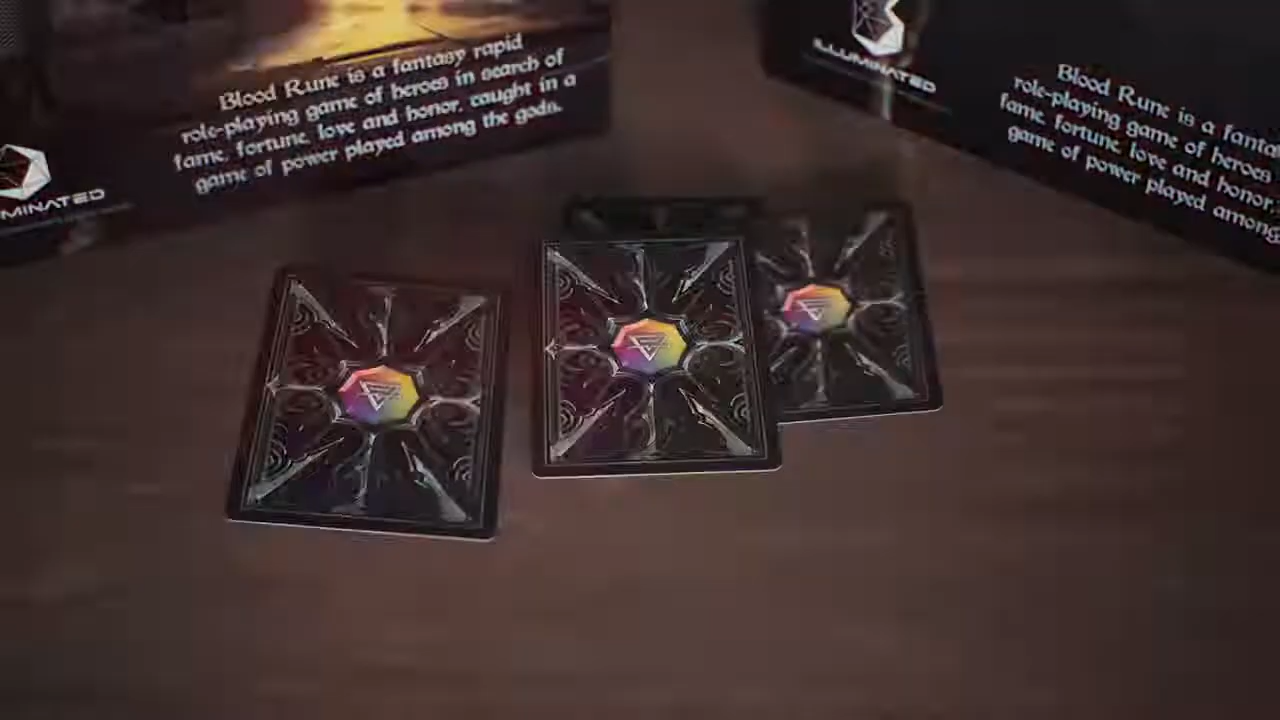 Blood Rune is a fantasy rapid
role-playing game of heroes in search of
fame, fortune, love and honor, caught in a
game of power played among the gods.
MINATED
ILLUMINATED
Blood Rune is a fanta
role-playing game of heroes
fame, fortune, love and honor,
game of power played among